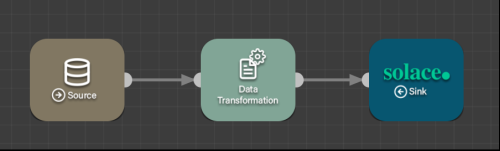 Source
Data
Transformation
solace.
Sink